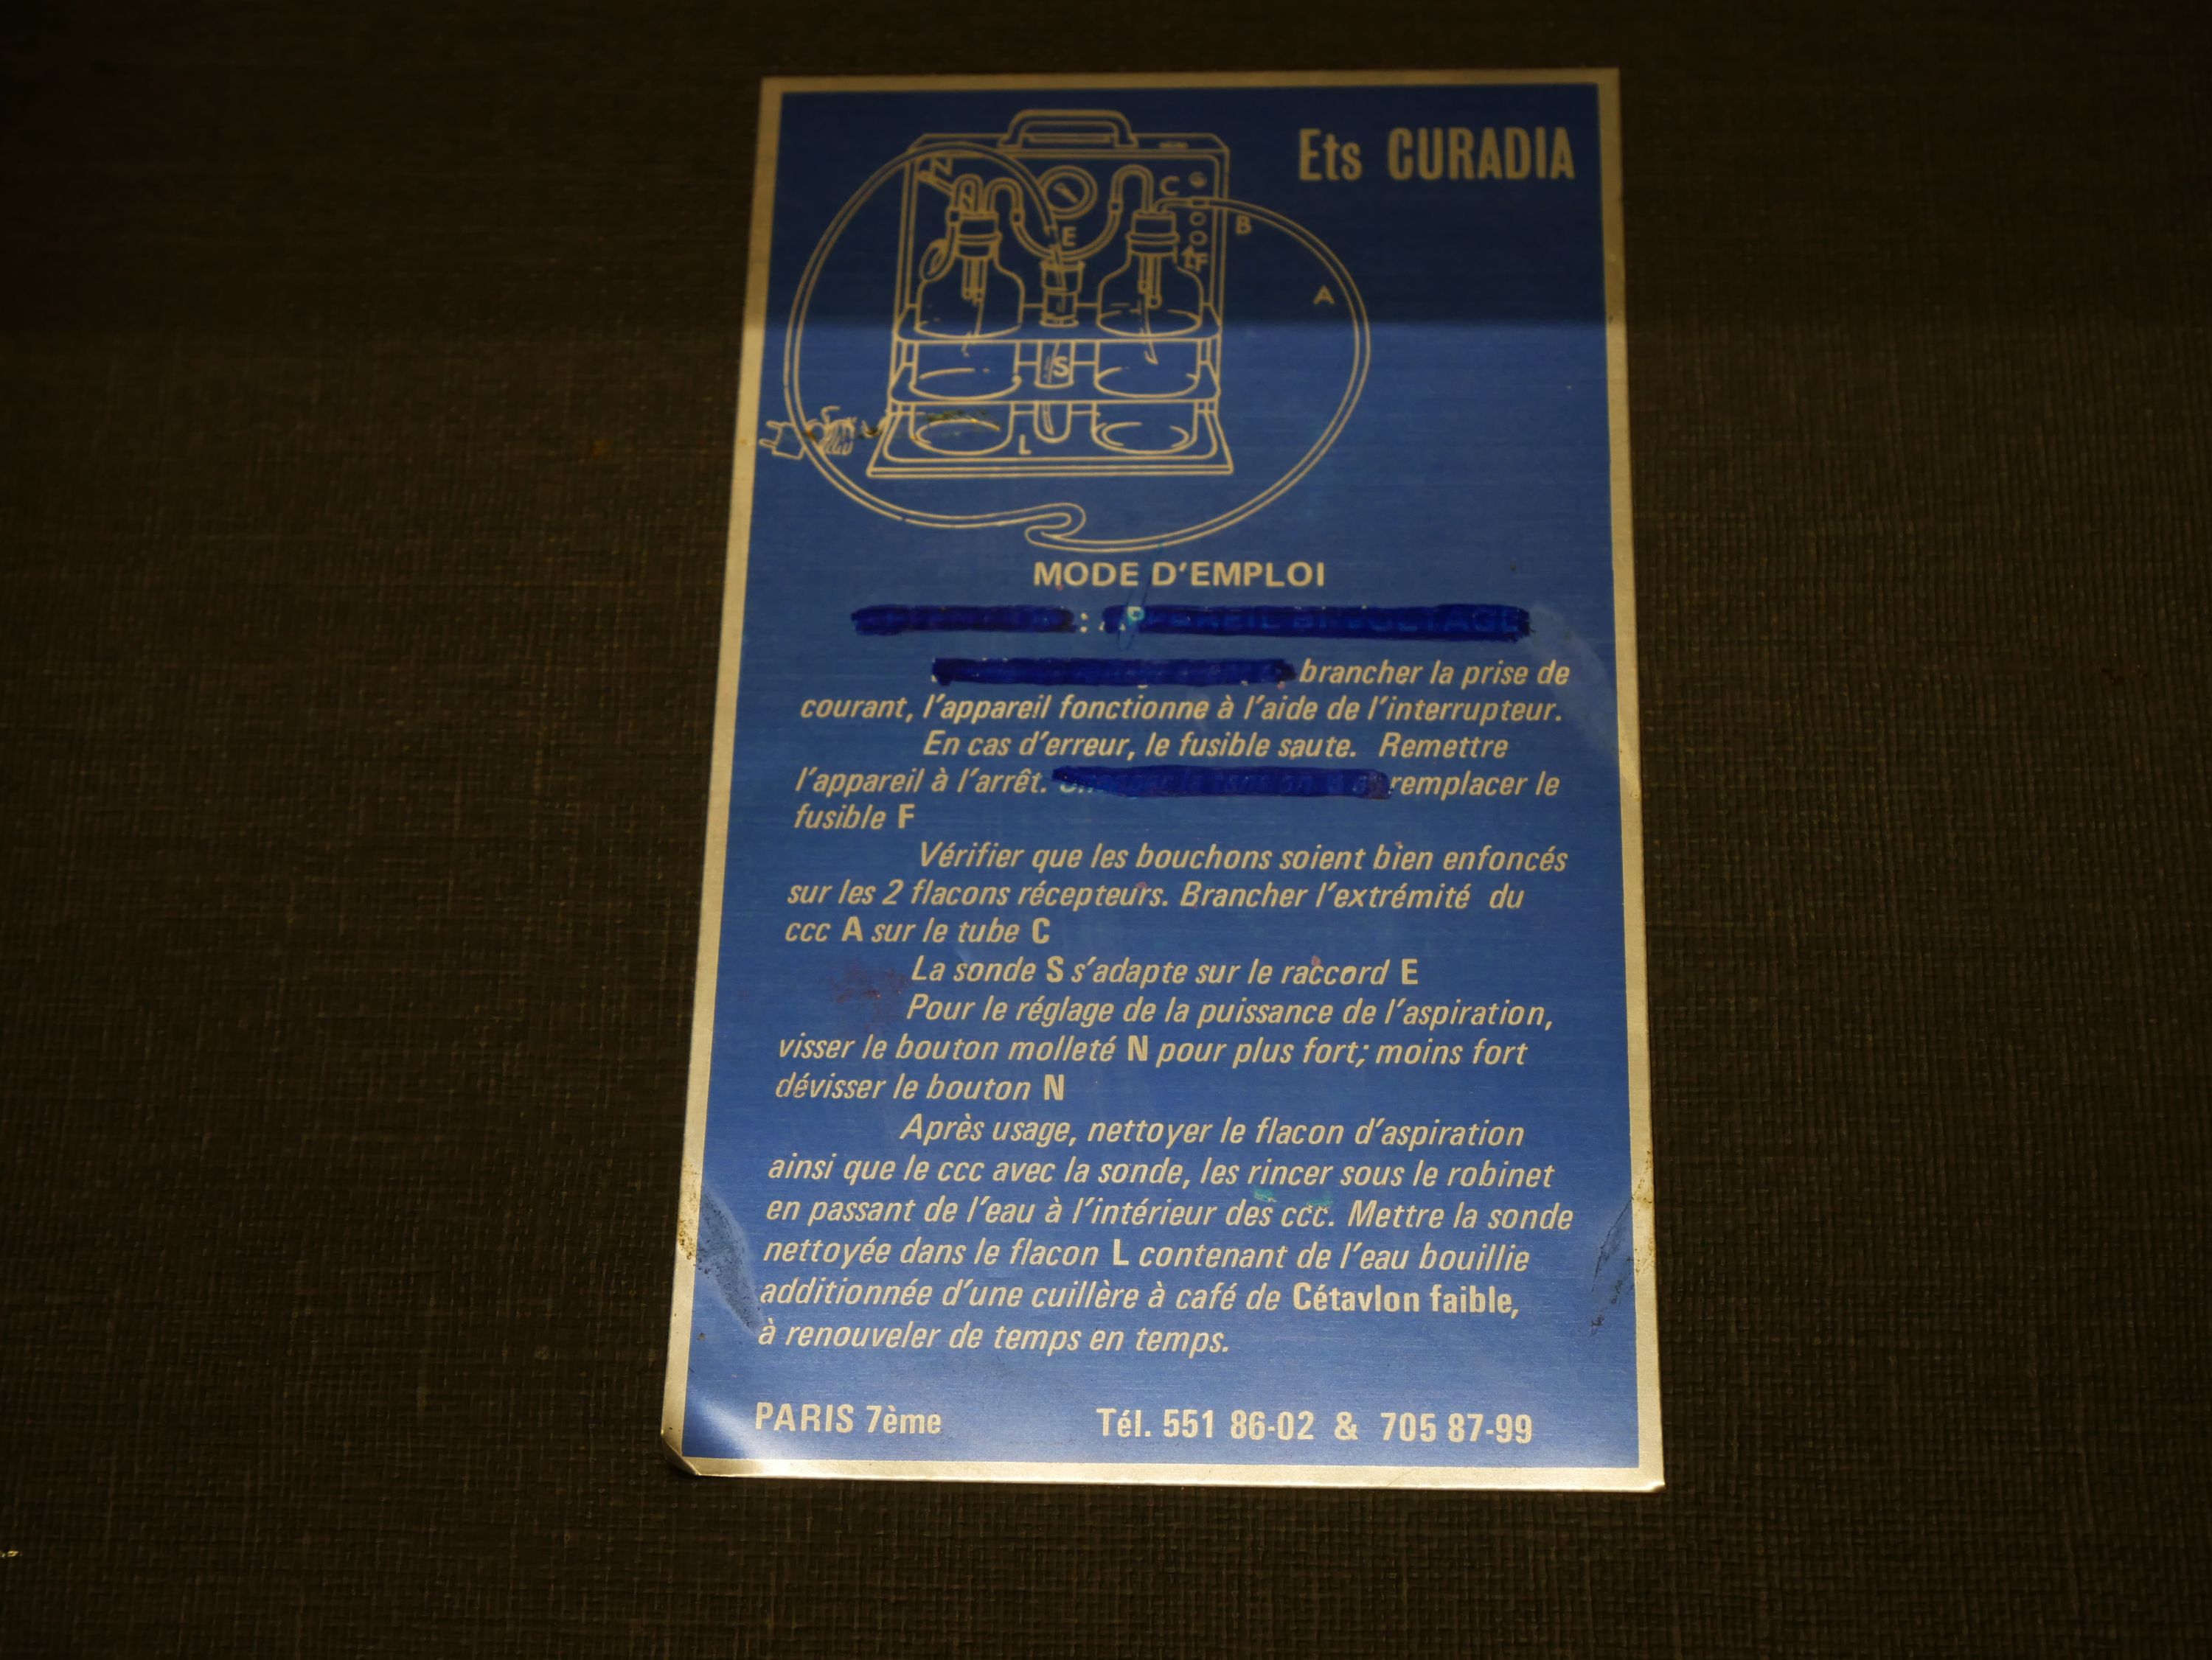 Ets CURADIA
N
C
E
B
F
A
S
L
MODE D'EMPLOI
:
brancher la prise de
courant, l'appareil fonctionne à l'aide de l'interrupteur.
En cas d'erreur, le fusible saute. Remettre
l'appareil à l'arrêt. remplacer le
fusible F
Vérifier que les bouchons soient bien enfoncés
sur les 2 flacons récepteurs. Brancher l'extrémité du
ccc A sur le tube C
La sonde S s'adapte sur le raccord E
Pour le réglage de la puissance de l'aspiration,
visser le bouton molleté N pour plus fort; moins fort
dévisser le bouton N
Après usage, nettoyer le flacon d'aspiration
ainsi que le ccc avec la sonde, les rincer sous le robinet
en passant de l'eau à l'intérieur des ccc. Mettre la sonde
nettoyée dans le flacon L contenant de l'eau bouillie
additionnée d'une cuillère à café de Cétavlon faible,
à renouveler de temps en temps.
PARIS 7ème Tél. 551 86-02 & 705 87-99